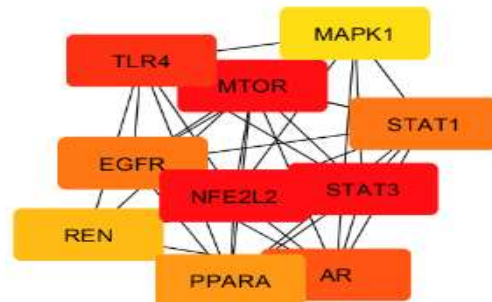 MAPK1
TLR4
MTOR
STAT1
EGFR
STAT3
NFE2L2
REN
PPARA
AR